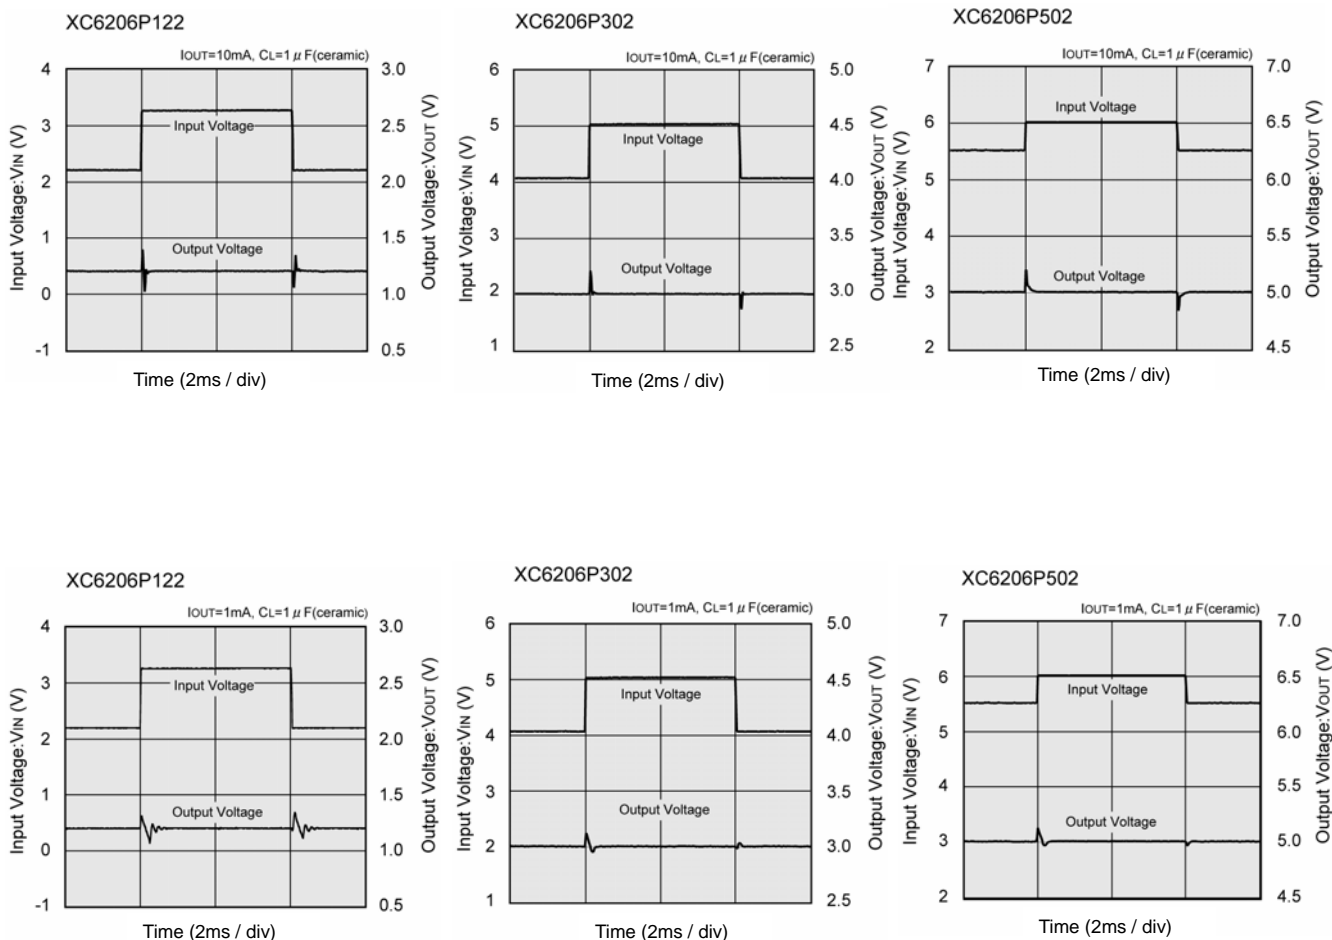 XC6206P122
IOUT=10mA, CL=1 μ F(ceramic)
4
3
2
1
0
-1
3.0
2.5
2.0
1.5
1.0
0.5
Input Voltage:VIN (V)
Output Voltage:VOUT (V)
Input Voltage
Output Voltage
Time (2ms / div)
XC6206P302
IOUT=10mA, CL=1 μ F(ceramic)
6
5
4
3
2
1
5.0
4.5
4.0
3.5
3.0
2.5
Input Voltage:VIN (V)
Output Voltage:VOUT (V)
Input Voltage
Output Voltage
Time (2ms / div)
XC6206P502
IOUT=10mA, CL=1 μ F(ceramic)
7
6
5
4
3
2
7.0
6.5
6.0
5.5
5.0
4.5
Input Voltage:VIN (V)
Output Voltage:VOUT (V)
Input Voltage
Output Voltage
Time (2ms / div)
XC6206P122
IOUT=1mA, CL=1 μ F(ceramic)
4
3
2
1
0
-1
3.0
2.5
2.0
1.5
1.0
0.5
Input Voltage:VIN (V)
Output Voltage:VOUT (V)
Input Voltage
Output Voltage
Time (2ms / div)
XC6206P302
IOUT=1mA, CL=1 μ F(ceramic)
6
5
4
3
2
1
5.0
4.5
4.0
3.5
3.0
2.5
Input Voltage:VIN (V)
Output Voltage:VOUT (V)
Input Voltage
Output Voltage
Time (2ms / div)
XC6206P502
IOUT=1mA, CL=1 μ F(ceramic)
7
6
5
4
3
2
7.0
6.5
6.0
5.5
5.0
4.5
Input Voltage:VIN (V)
Output Voltage:VOUT (V)
Input Voltage
Output Voltage
Time (2ms / div)